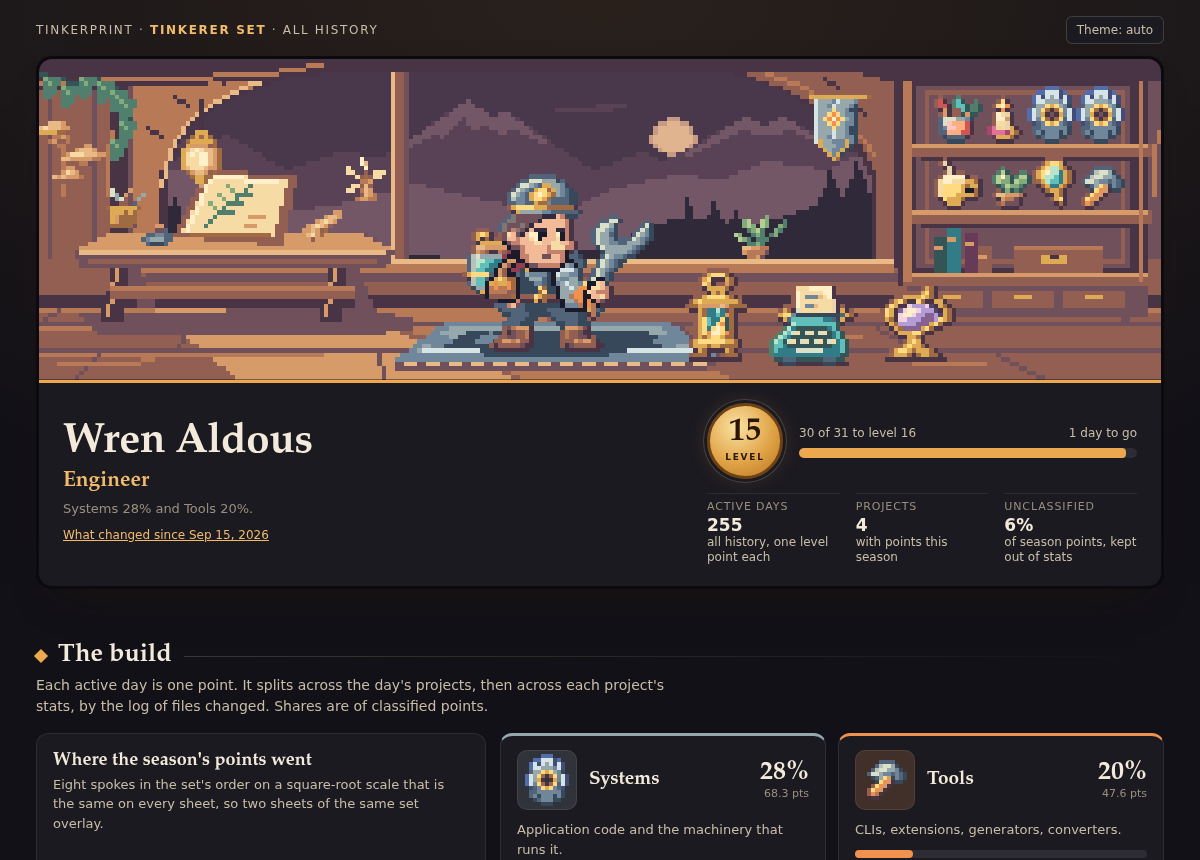 TINKERPRINT · TINKERER SET · ALL HISTORY
Theme: auto
Wren Aldous
Engineer
Systems 28% and Tools 20%.
What changed since Sep 15, 2026
15
LEVEL
30 of 31 to level 16
1 day to go
ACTIVE DAYS
255
all history, one level
point each
PROJECTS
4
with points this
season
UNCLASSIFIED
6%
of season points, kept
out of stats
The build
Each active day is one point. It splits across the day's projects, then across each project's
stats, by the log of files changed. Shares are of classified points.
Where the season's points went
Eight spokes in the set's order on a square-root scale that is
the same on every sheet, so two sheets of the same set
overlay.
Systems
28%
68.3 pts
Application code and the machinery that
runs it.
Tools
20%
47.6 pts
CLIs, extensions, generators, converters.